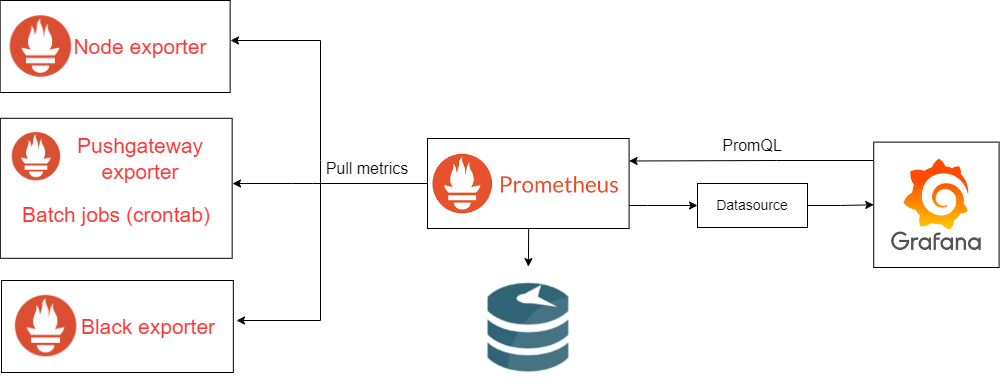 Node exporter
Pushgateway
exporter
Batch jobs (crontab)
Black exporter
Pull metrics
Prometheus
PromQL
Datasource
Grafana